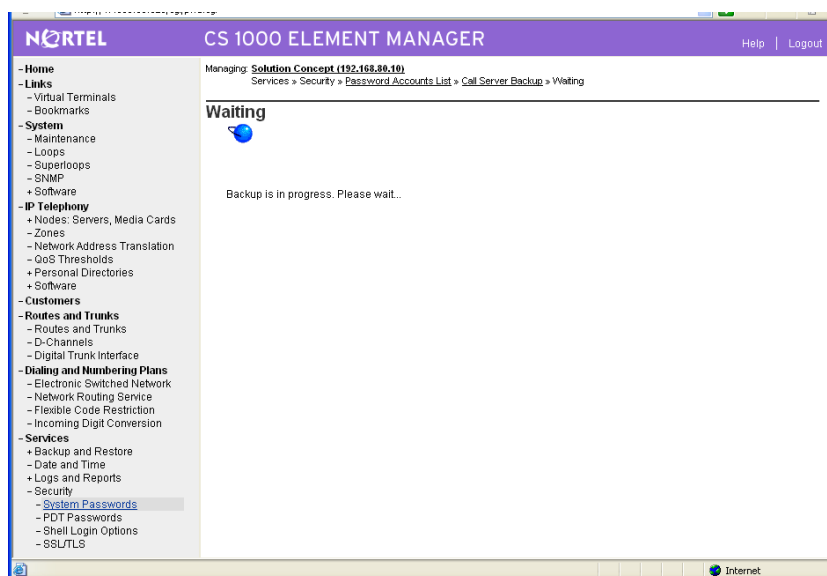 NORTEL
CS 1000 ELEMENT MANAGER
Help | Logout
- Home
- Links
- Virtual Terminals
- Bookmarks
- System
- Maintenance
- Loops
- Superloops
- SNMP
+ Software
- IP Telephony
+ Nodes: Servers, Media Cards
- Zones
- Network Address Translation
- QoS Thresholds
+ Personal Directories
+ Software
- Customers
- Routes and Trunks
- Routes and Trunks
- D-Channels
- Digital Trunk Interface
- Dialing and Numbering Plans
- Electronic Switched Network
- Network Routing Service
- Flexible Code Restriction
- Incoming Digit Conversion
- Services
+ Backup and Restore
- Date and Time
+ Logs and Reports
- Security
- System Passwords
- PDT Passwords
- Shell Login Options
- SSL/TLS
Managing: Solution Concept (192.168.80.10)
Services » Security » Password Accounts List » Call Server Backup » Waiting
Waiting
Backup is in progress. Please wait...
Internet